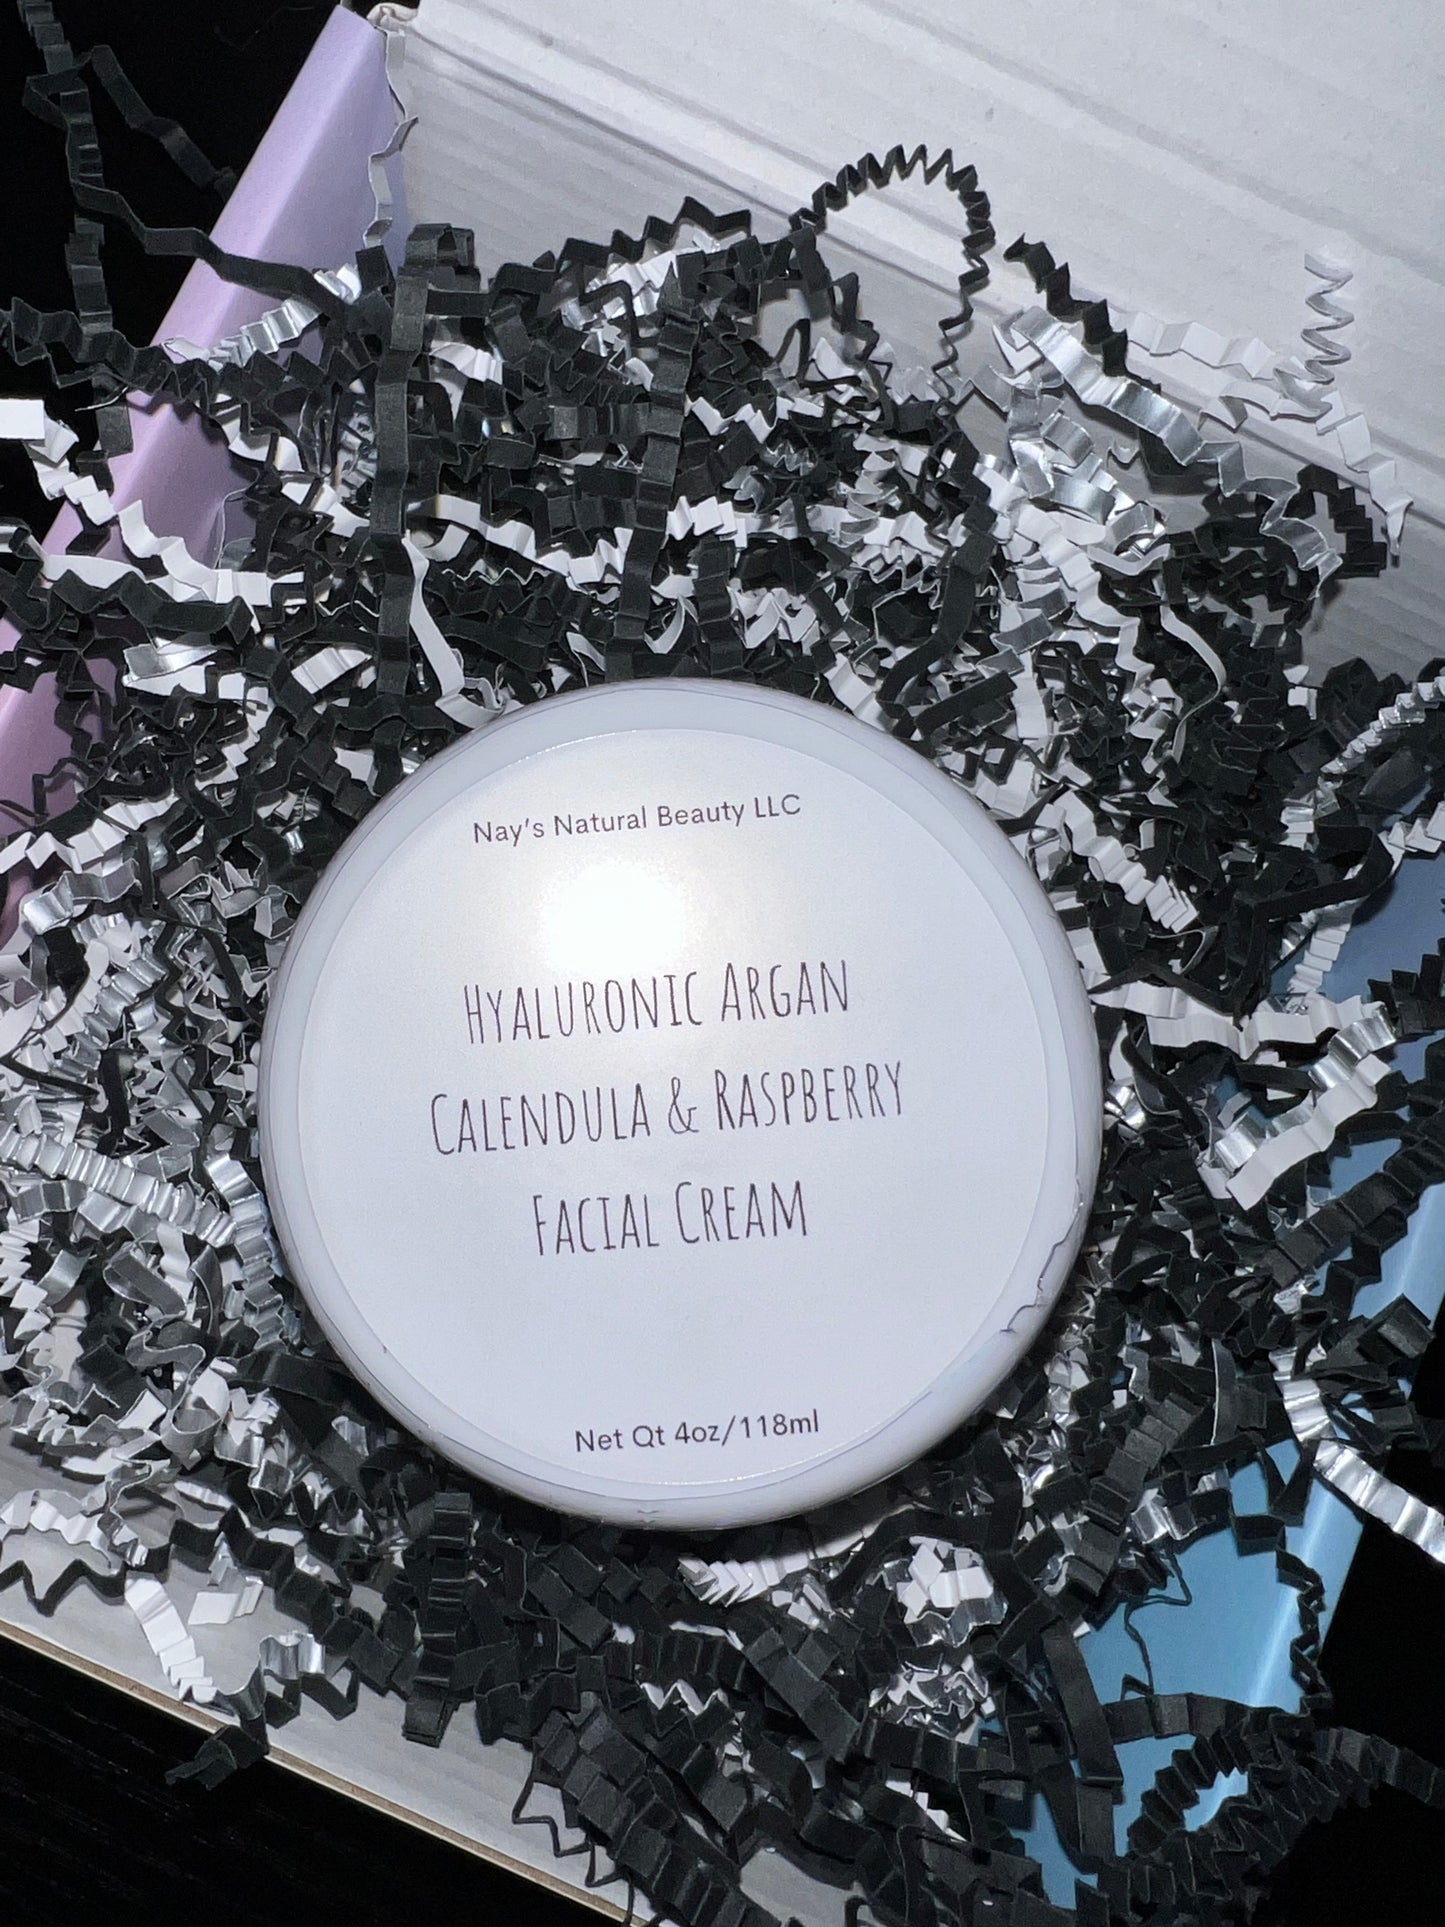 Nay's Natural Beauty LLC
Hyaluronic Argan
Calendula & Raspberry
Facial Cream
Net Qt 4oz/118ml